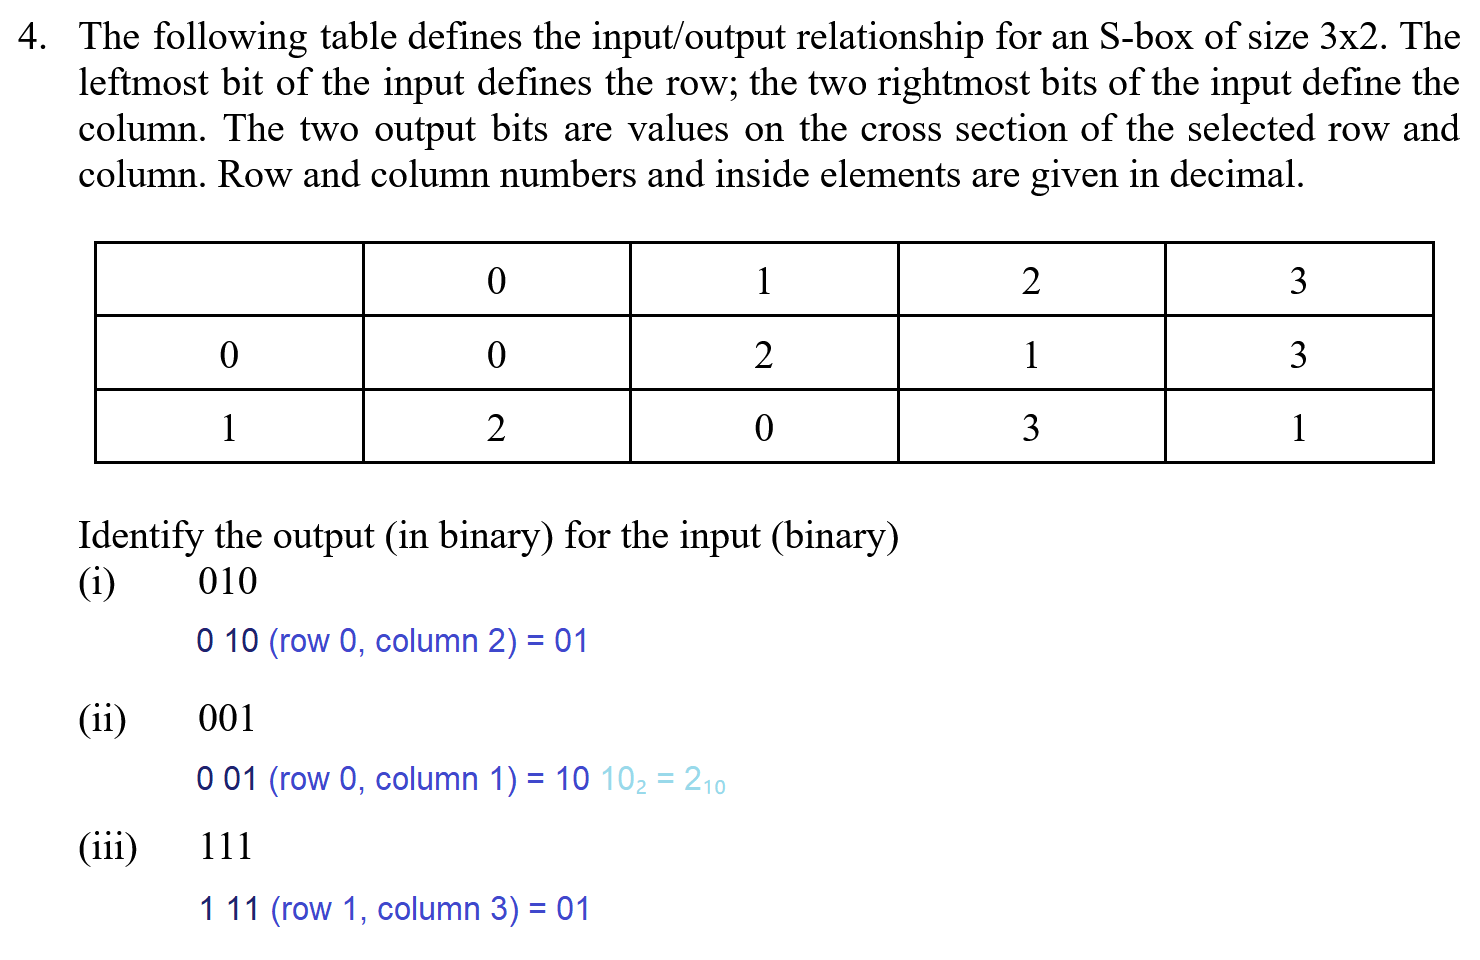 4. The following table defines the input/output relationship for an S-box of size 3x2. The
leftmost bit of the input defines the row; the two rightmost bits of the input define the
column. The two output bits are values on the cross section of the selected row and
column. Row and column numbers and inside elements are given in decimal.
0 1 2 3
0 0 2 1 3
1 2 0 3 1
Identify the output (in binary) for the input (binary)
(i) 010
0 10 (row 0, column 2) = 01
(ii) 001
0 01 (row 0, column 1) = 10 10₂ = 2₁₀
(iii) 111
1 11 (row 1, column 3) = 01